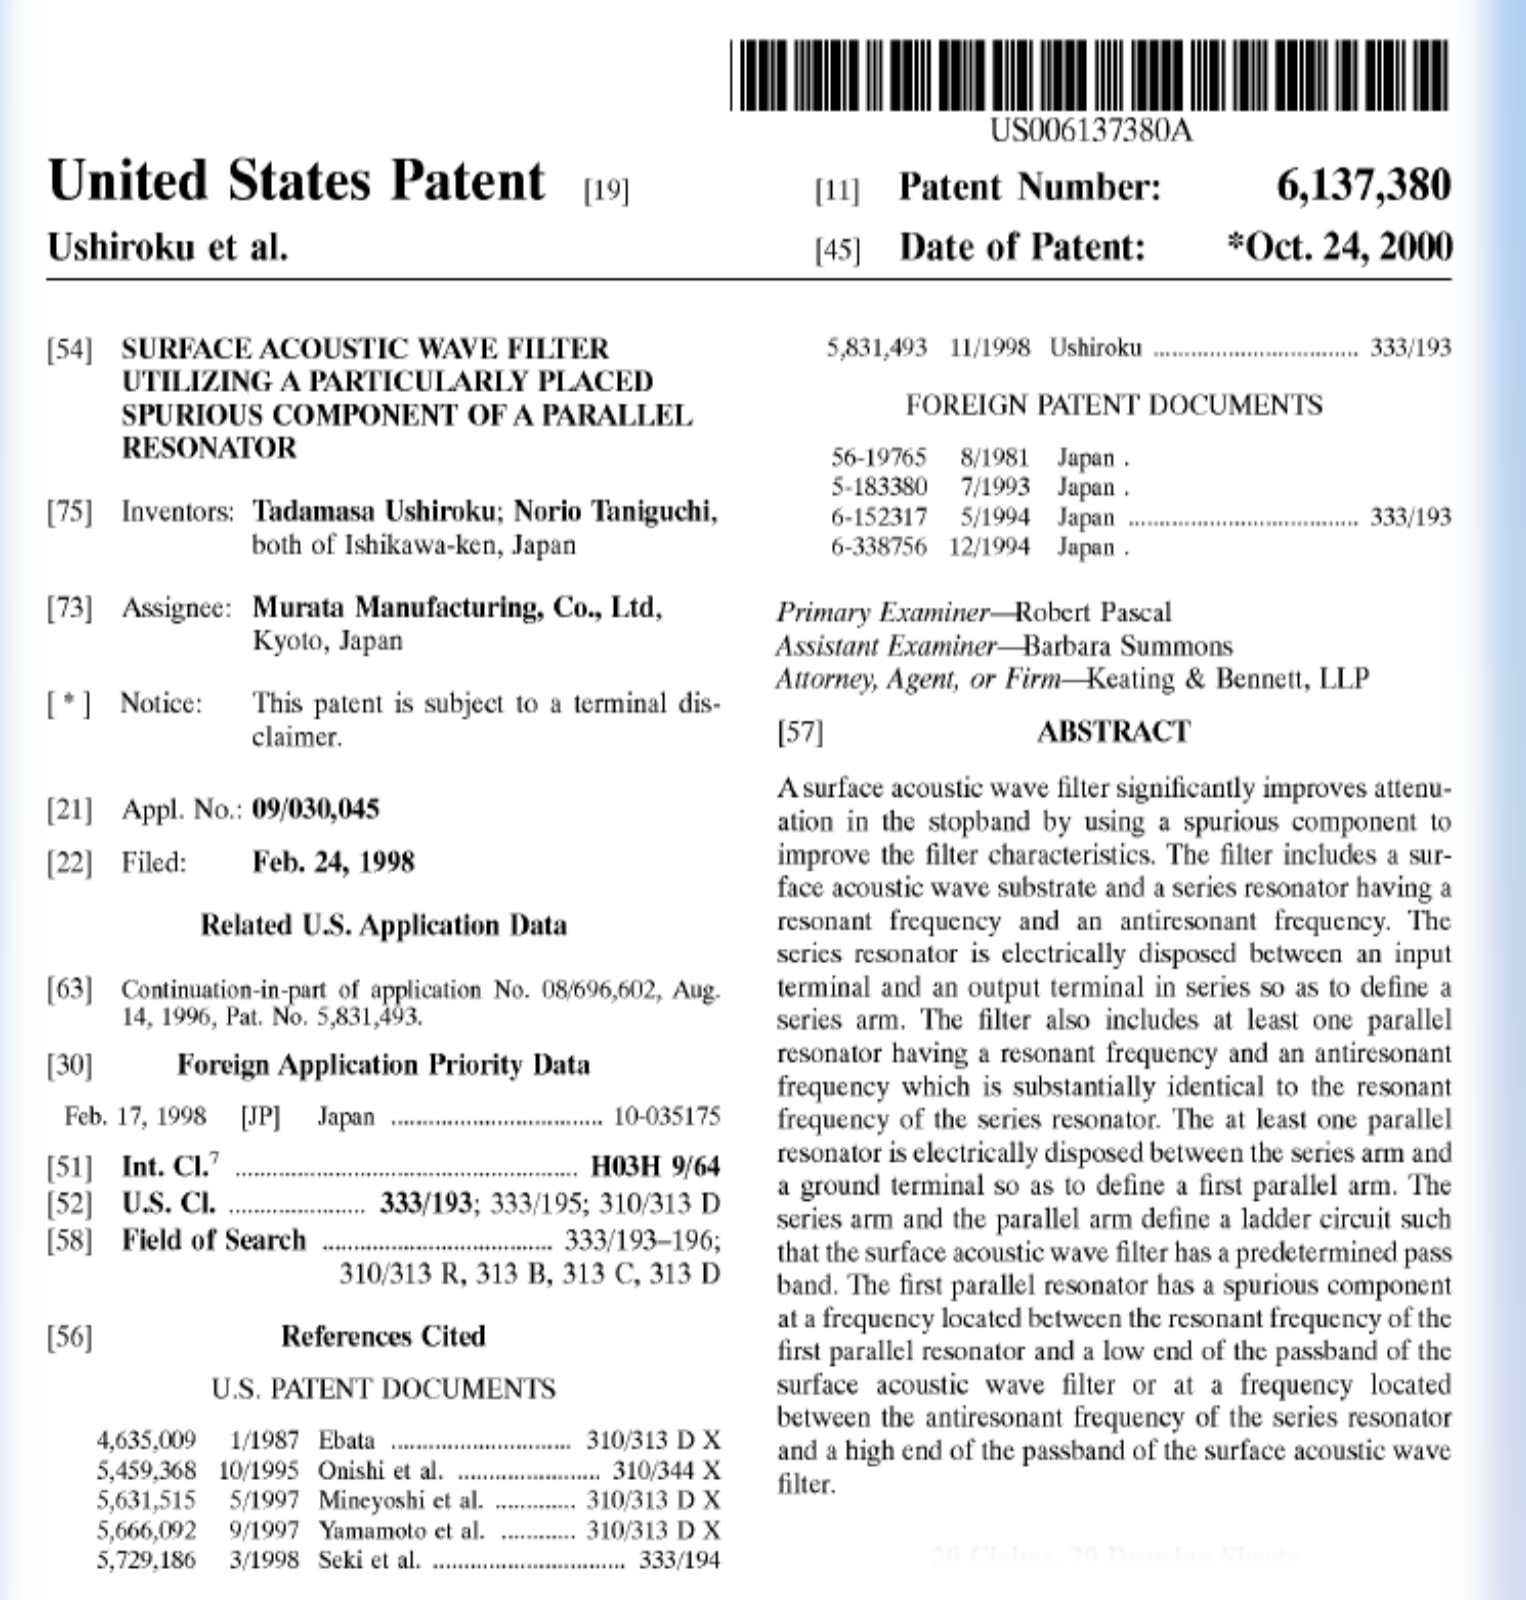 US006137380A
United States Patent [19]
Ushiroku et al.
[11] Patent Number: 6,137,380
[45] Date of Patent: *Oct. 24, 2000
[54] SURFACE ACOUSTIC WAVE FILTER
UTILIZING A PARTICULARLY PLACED
SPURIOUS COMPONENT OF A PARALLEL
RESONATOR
[75] Inventors: Tadamasa Ushiroku; Norio Taniguchi,
both of Ishikawa-ken, Japan
[73] Assignee: Murata Manufacturing, Co., Ltd,
Kyoto, Japan
[ * ] Notice: This patent is subject to a terminal dis-
claimer.
[21] Appl. No.: 09/030,045
[22] Filed: Feb. 24, 1998
Related U.S. Application Data
[63] Continuation-in-part of application No. 08/696,602, Aug.
14, 1996, Pat. No. 5,831,493.
[30] Foreign Application Priority Data
Feb. 17, 1998 [JP] Japan .................................. 10-035175
[51] Int. Cl.7 ...................................................... H03H 9/64
[52] U.S. Cl. ...................... 333/193; 333/195; 310/313 D
[58] Field of Search ..................................... 333/193–196;
310/313 R, 313 B, 313 C, 313 D
[56] References Cited
U.S. PATENT DOCUMENTS
4,635,009 1/1987 Ebata ............................. 310/313 D X
5,459,368 10/1995 Onishi et al. ....................... 310/344 X
5,631,515 5/1997 Mineyoshi et al. ............. 310/313 D X
5,666,092 9/1997 Yamamoto et al. ............ 310/313 D X
5,729,186 3/1998 Seki et al. ............................... 333/194
5,831,493 11/1998 Ushiroku ................................. 333/193
FOREIGN PATENT DOCUMENTS
56-19765 8/1981 Japan .
5-183380 7/1993 Japan .
6-152317 5/1994 Japan ..................................... 333/193
6-338756 12/1994 Japan .
Primary Examiner—Robert Pascal
Assistant Examiner—Barbara Summons
Attorney, Agent, or Firm—Keating & Bennett, LLP
[57] ABSTRACT
A surface acoustic wave filter significantly improves attenu-
ation in the stopband by using a spurious component to
improve the filter characteristics. The filter includes a sur-
face acoustic wave substrate and a series resonator having a
resonant frequency and an antiresonant frequency. The
series resonator is electrically disposed between an input
terminal and an output terminal in series so as to define a
series arm. The filter also includes at least one parallel
resonator having a resonant frequency and an antiresonant
frequency which is substantially identical to the resonant
frequency of the series resonator. The at least one parallel
resonator is electrically disposed between the series arm and
a ground terminal so as to define a first parallel arm. The
series arm and the parallel arm define a ladder circuit such
that the surface acoustic wave filter has a predetermined pass
band. The first parallel resonator has a spurious component
at a frequency located between the resonant frequency of the
first parallel resonator and a low end of the passband of the
surface acoustic wave filter or at a frequency located
between the antiresonant frequency of the series resonator
and a high end of the passband of the surface acoustic wave
filter.